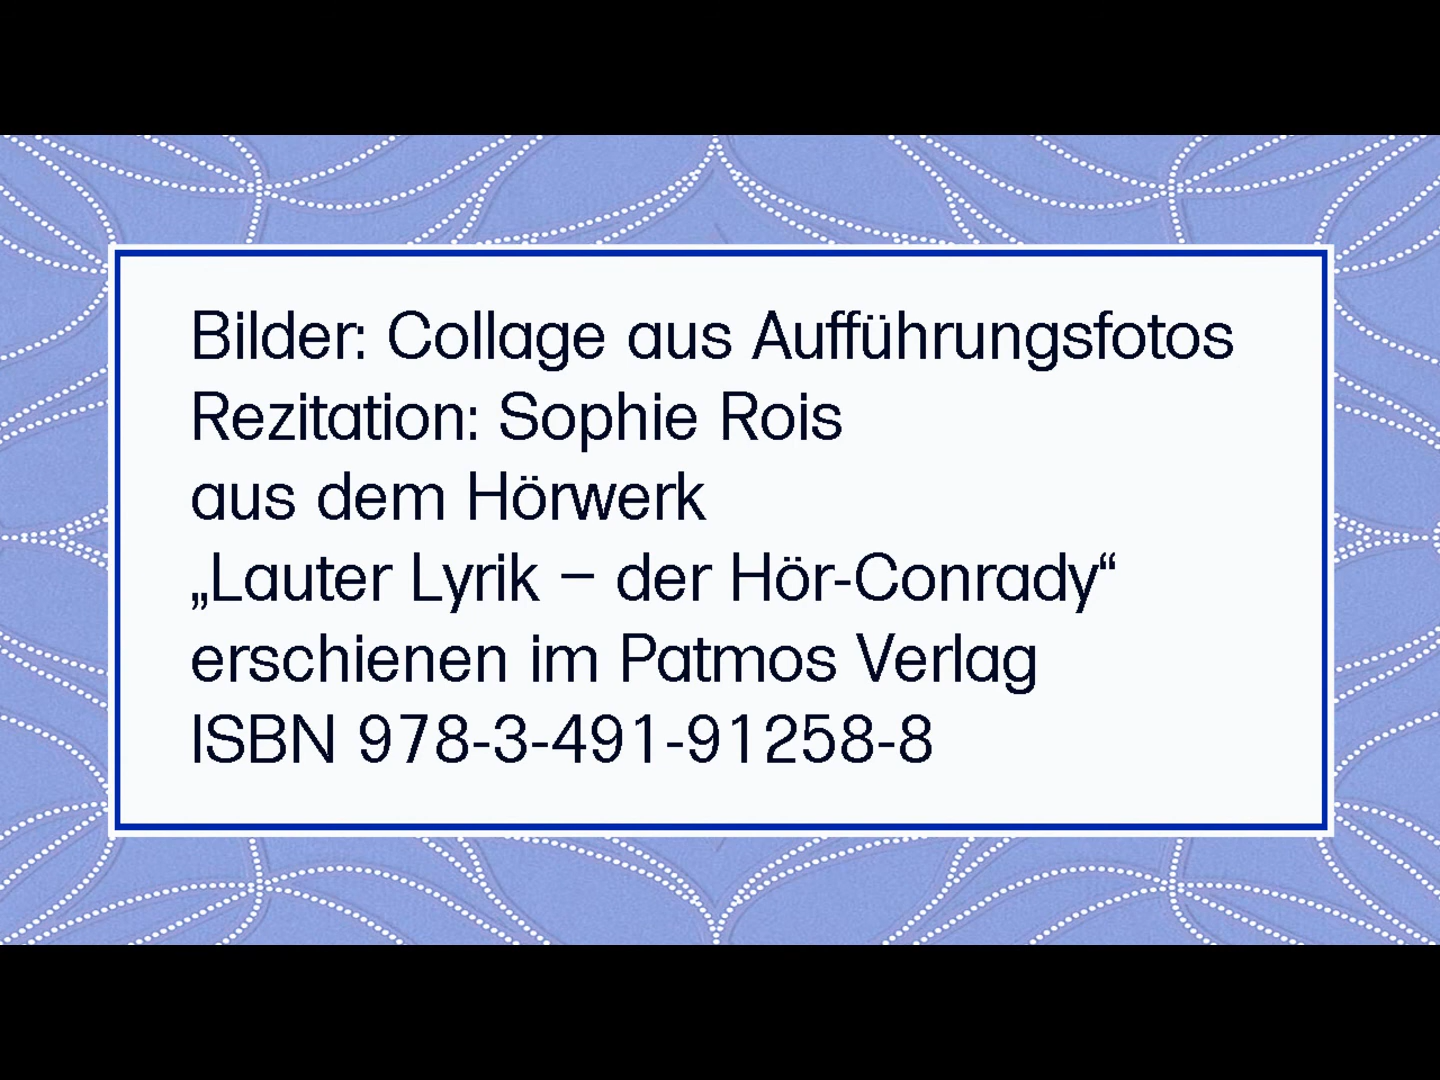 Bilder: Collage aus Aufführungsfotos
Rezitation: Sophie Rois
aus dem Hörwerk
„Lauter Lyrik – der Hör-Conrady“
erschienen im Patmos Verlag
ISBN 978-3-491-91258-8